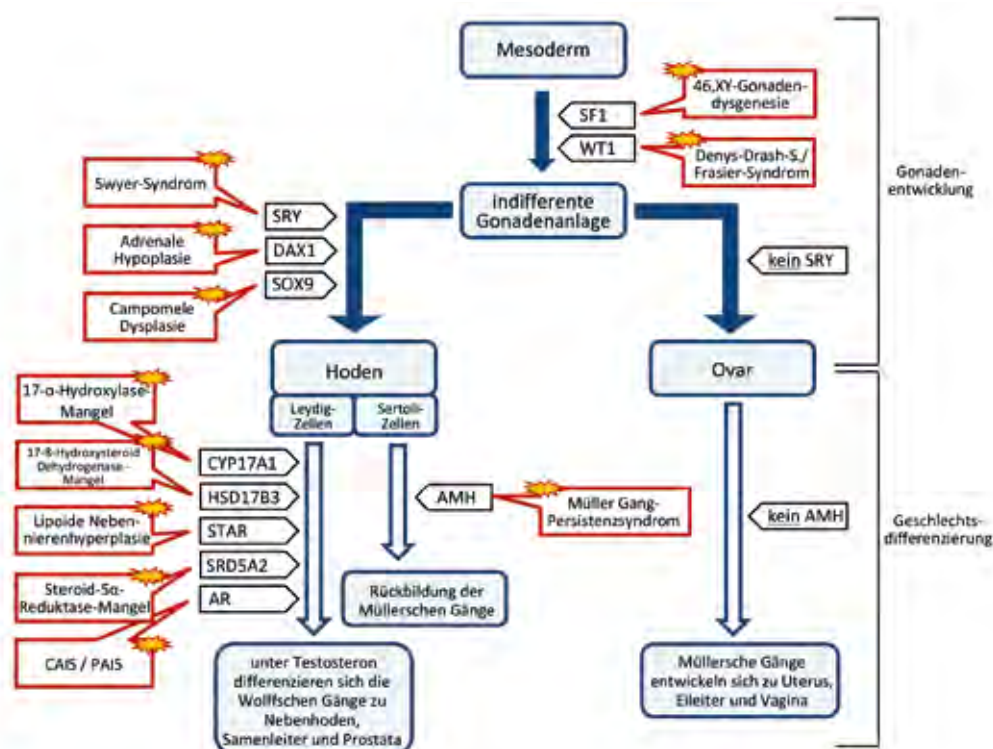 Mesoderm
46,XY-Gonaden-
dysgenesie
SF1
WT1
Denys-Drash-S./
Frasier-Syndrom
Gonaden-
entwicklung
Swyer-Syndrom
Indifferente
Gonadenanlage
SRY
Adrenale
Hypoplasie
DAX1
kein SRY
SOX9
Campomele
Dysplasie
Hoden
Ovar
Leydig-
Zellen
Sertoli-
Zellen
17-α-Hydroxylase-
Mangel
17-ß-Hydroxysteroid
Dehydrogenase-
Mangel
CYP17A1
HSD17B3
AMH
Müller Gang-
Persistenzsyndrom
kein AMH
Geschlechts-
differenzierung
Lipoide Neben-
nierenhyperplasie
STAR
SRD5A2
Steroid-5α-
Reduktase-Mangel
AR
Rückbildung der
Müllerschen Gänge
CAIS / PAIS
unter Testosteron
differenzieren sich die
Wolffschen Gänge zu
Nebenhoden,
Samenleiter und Prostata
Müllersche Gänge
entwickeln sich zu Uterus,
Eileiter und Vagina